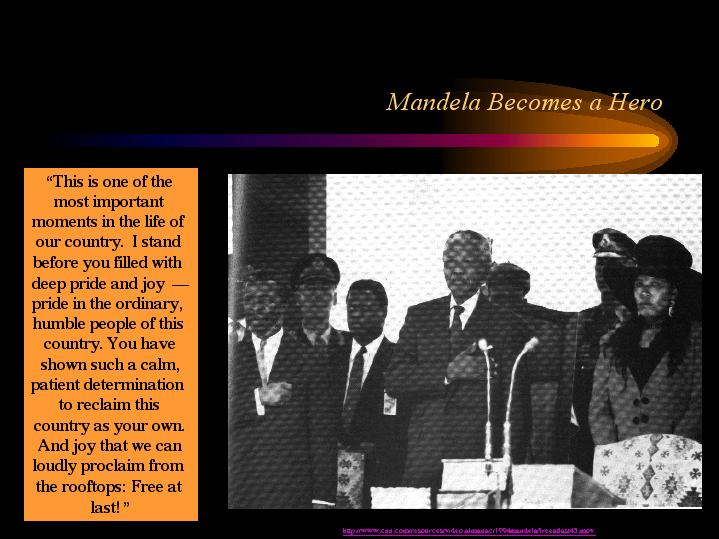 Mandela Becomes a Hero
“This is one of the
most important
moments in the life of
our country.  I stand
before you filled with
deep pride and joy  —
pride in the ordinary,
humble people of this
country. You have
shown such a calm,
patient determination
to reclaim this
country as your own.
And joy that we can
loudly proclaim from
the rooftops: Free at
last! ”